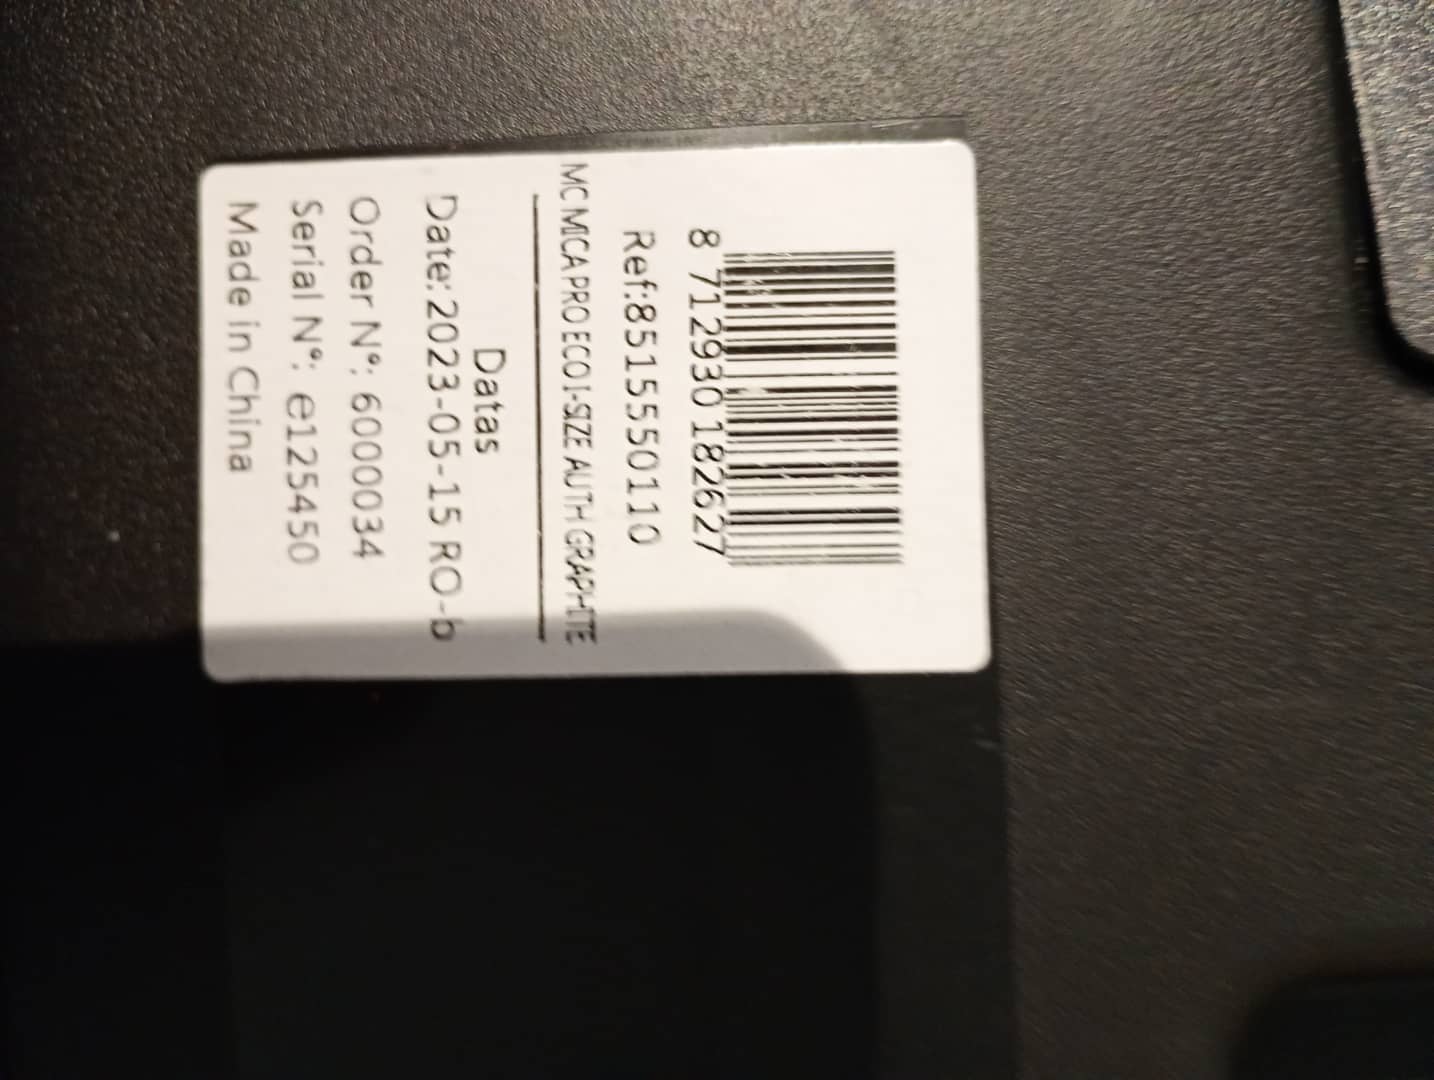 8 712930 182627
Ref:8515550110
MC MICA PRO ECO I-SIZE AUTH GRAPHITE
Datas
Date: 2023-05-15 RO-b
Order N°: 6000034
Serial N°: e125450
Made in China